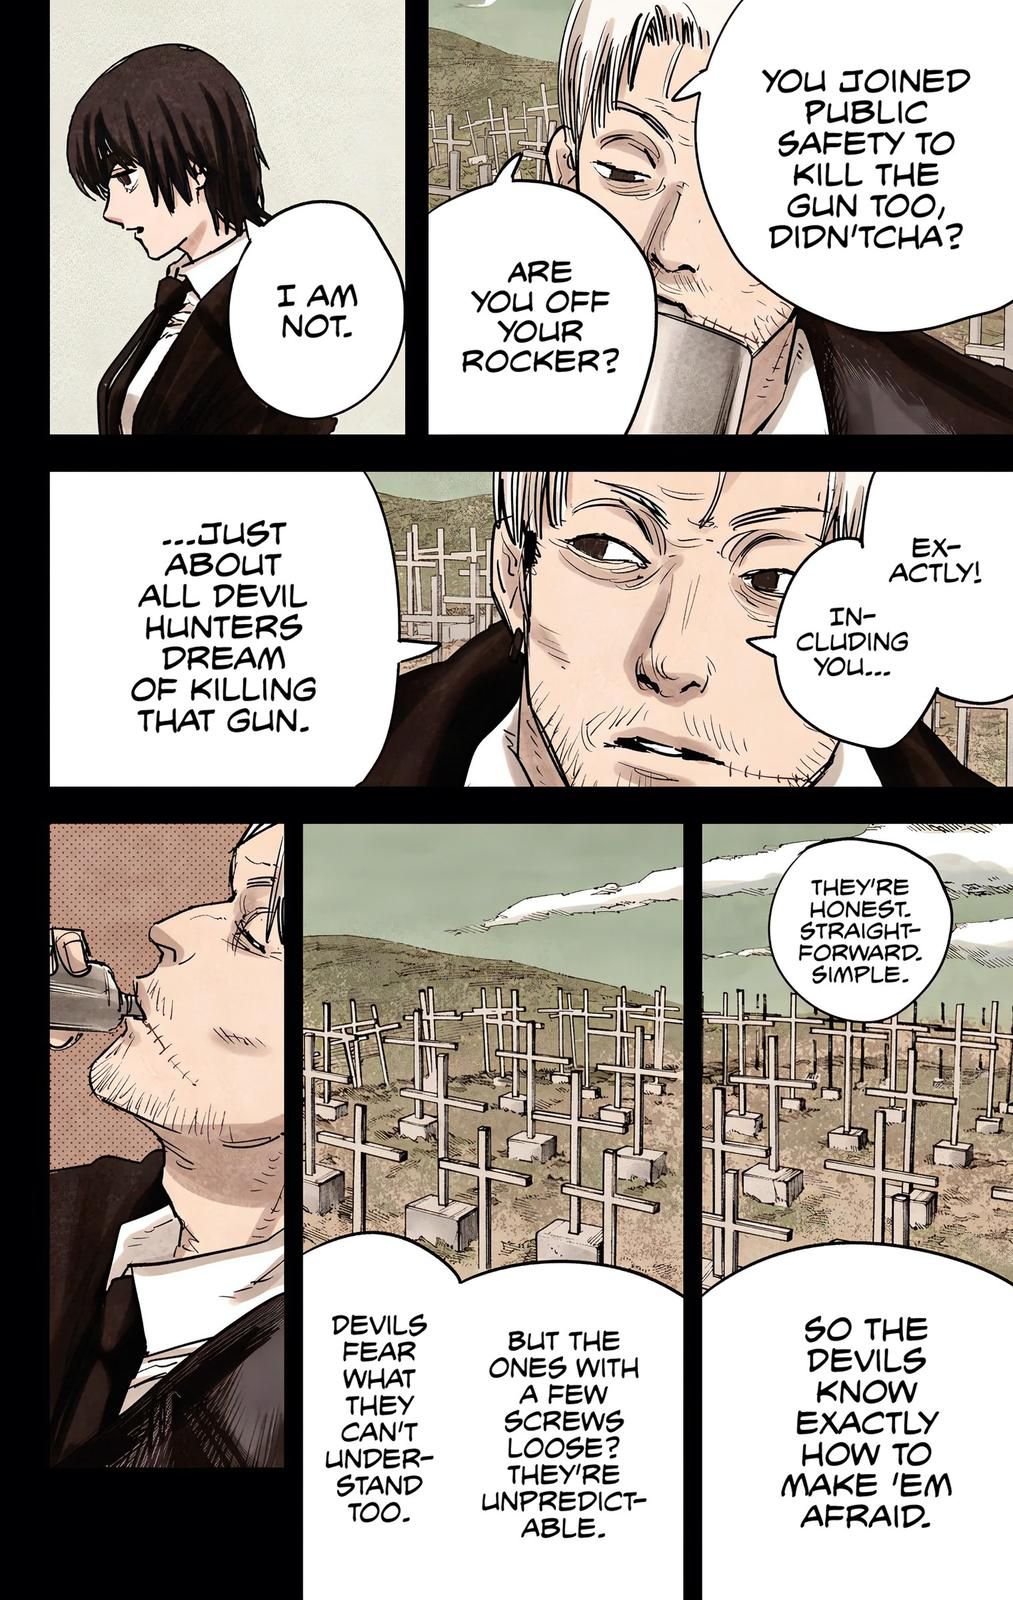 YOU JOINED
PUBLIC
SAFETY TO
KILL THE
GUN TOO,
DIDN'TCHA?
ARE
YOU OFF
YOUR
ROCKER?
I AM
NOT.
EX-
ACTLY!
IN-
CLUDING
YOU...
...JUST
ABOUT
ALL DEVIL
HUNTERS
DREAM
OF KILLING
THAT GUN.
THEY'RE
HONEST.
STRAIGHT-
FORWARD.
SIMPLE.
SO THE
DEVILS
KNOW
EXACTLY
HOW TO
MAKE 'EM
AFRAID.
BUT THE
ONES WITH
A FEW
SCREWS
LOOSE?
THEY'RE
UNPREDICT-
ABLE.
DEVILS
FEAR
WHAT
THEY
CAN'T
UNDER-
STAND
TOO.